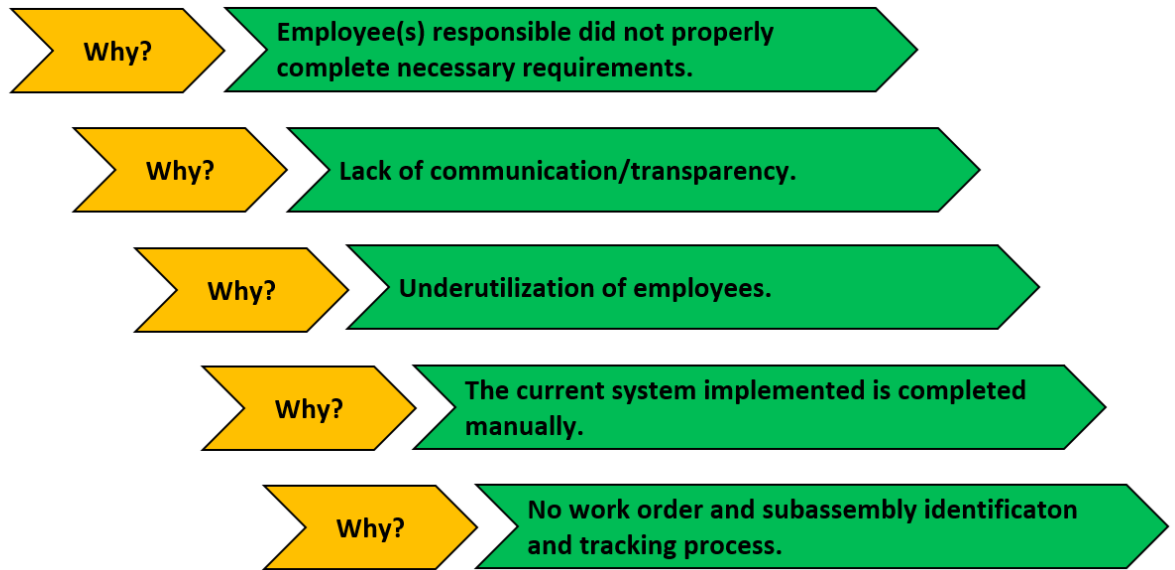 Why?
Employee(s) responsible did not properly
complete necessary requirements.
Why?
Lack of communication/transparency.
Why?
Underutilization of employees.
Why?
The current system implemented is completed
manually.
Why?
No work order and subassembly identificaton
and tracking process.